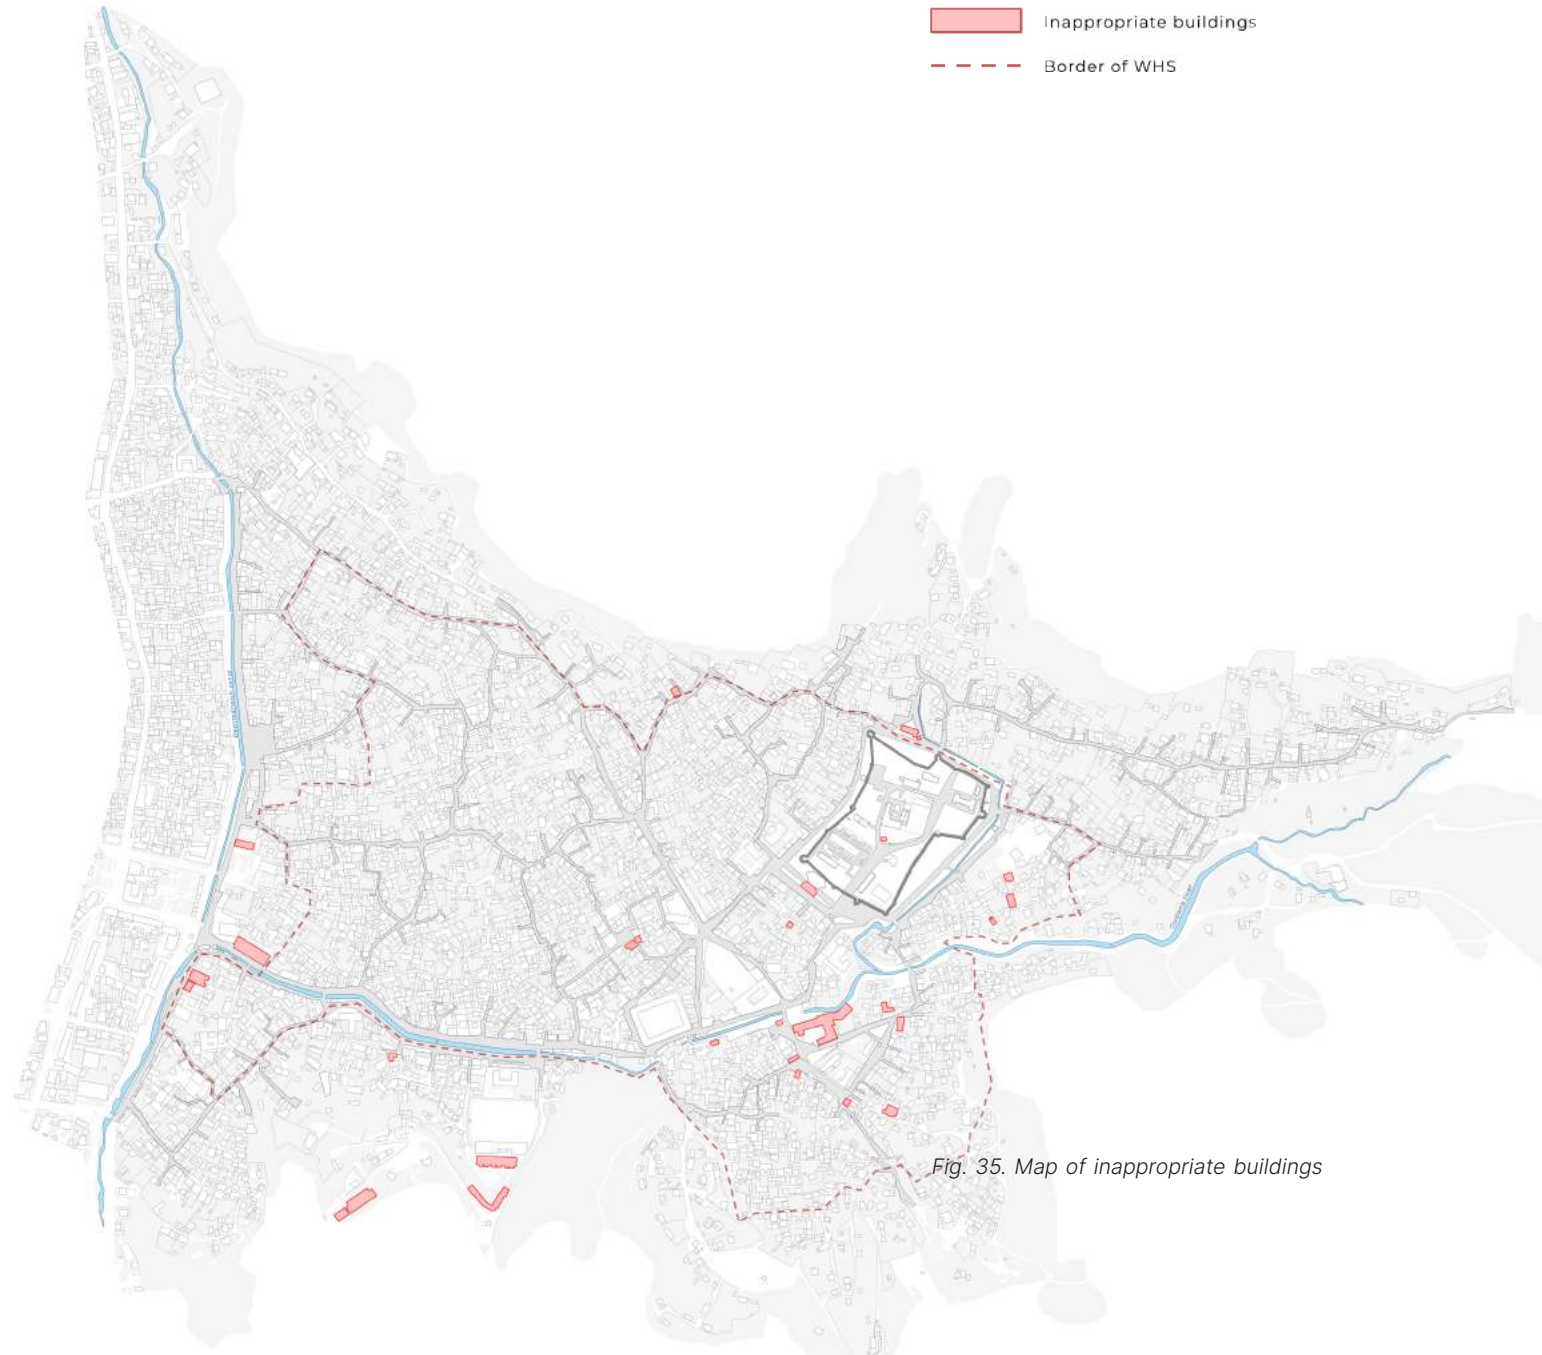 Inappropriate buildings
Border of WHS
Fig. 35. Map of inappropriate buildings